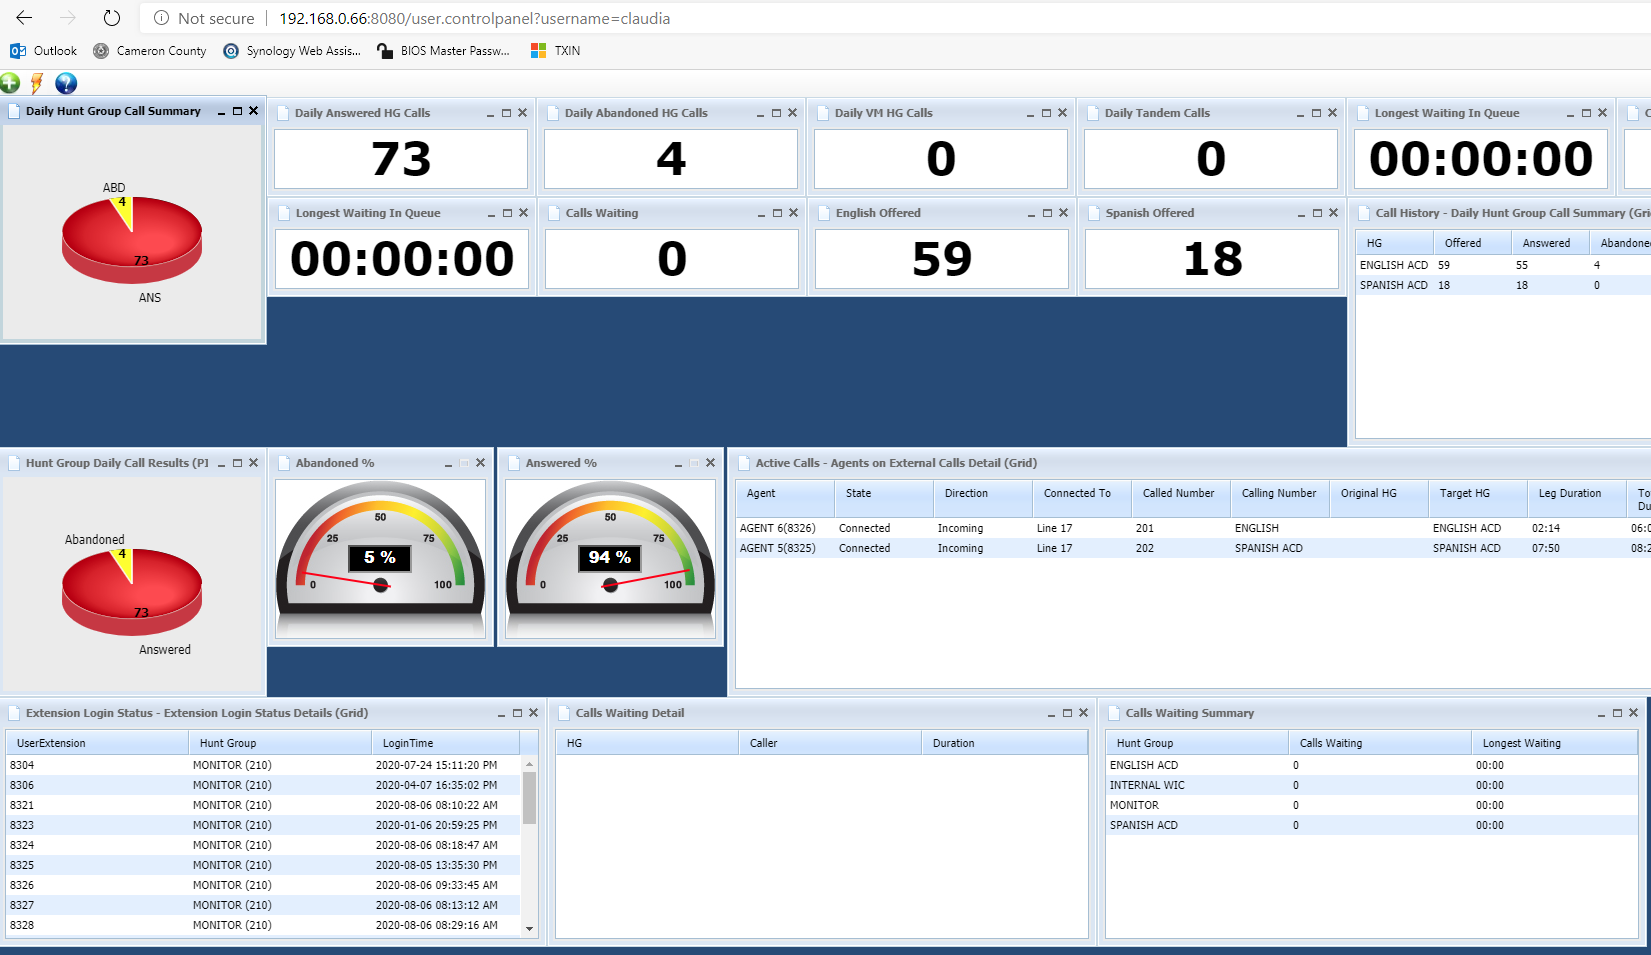 Not secure | 192.168.0.66:8080/user.controlpanel?username=claudia
Outlook Cameron County Synology Web Assis... BIOS Master Passw... TXIN
Daily Hunt Group Call Summary
ABD
4
73
ANS
Daily Answered HG Calls
73
Daily Abandoned HG Calls
4
Daily VM HG Calls
0
Daily Tandem Calls
0
Longest Waiting In Queue
00:00:00
C
Longest Waiting In Queue
00:00:00
Calls Waiting
0
English Offered
59
Spanish Offered
18
Call History - Daily Hunt Group Call Summary (Gri
HG Offered Answered Abandone
ENGLISH ACD 59 55 4
SPANISH ACD 18 18 0
Hunt Group Daily Call Results (PI
Abandoned
4
73
Answered
Abandoned %
50
25 75
5 %
0 100
Answered %
50
25 75
94 %
0 100
Active Calls - Agents on External Calls Detail (Grid)
Agent State Direction Connected To Called Number Calling Number Original HG Target HG Leg Duration To
Du
AGENT 6(8326) Connected Incoming Line 17 201 ENGLISH ENGLISH ACD 02:14 06:0
AGENT 5(8325) Connected Incoming Line 17 202 SPANISH ACD SPANISH ACD 07:50 08:2
Extension Login Status - Extension Login Status Details (Grid)
UserExtension Hunt Group LoginTime
8304 MONITOR (210) 2020-07-24 15:11:20 PM
8306 MONITOR (210) 2020-04-07 16:35:02 PM
8321 MONITOR (210) 2020-08-06 08:10:22 AM
8323 MONITOR (210) 2020-01-06 20:59:25 PM
8324 MONITOR (210) 2020-08-06 08:18:47 AM
8325 MONITOR (210) 2020-08-05 13:35:30 PM
8326 MONITOR (210) 2020-08-06 09:33:45 AM
8327 MONITOR (210) 2020-08-06 08:13:12 AM
8328 MONITOR (210) 2020-08-06 08:29:16 AM
Calls Waiting Detail
HG Caller Duration
Calls Waiting Summary
Hunt Group Calls Waiting Longest Waiting
ENGLISH ACD 0 00:00
INTERNAL WIC 0 00:00
MONITOR 0 00:00
SPANISH ACD 0 00:00